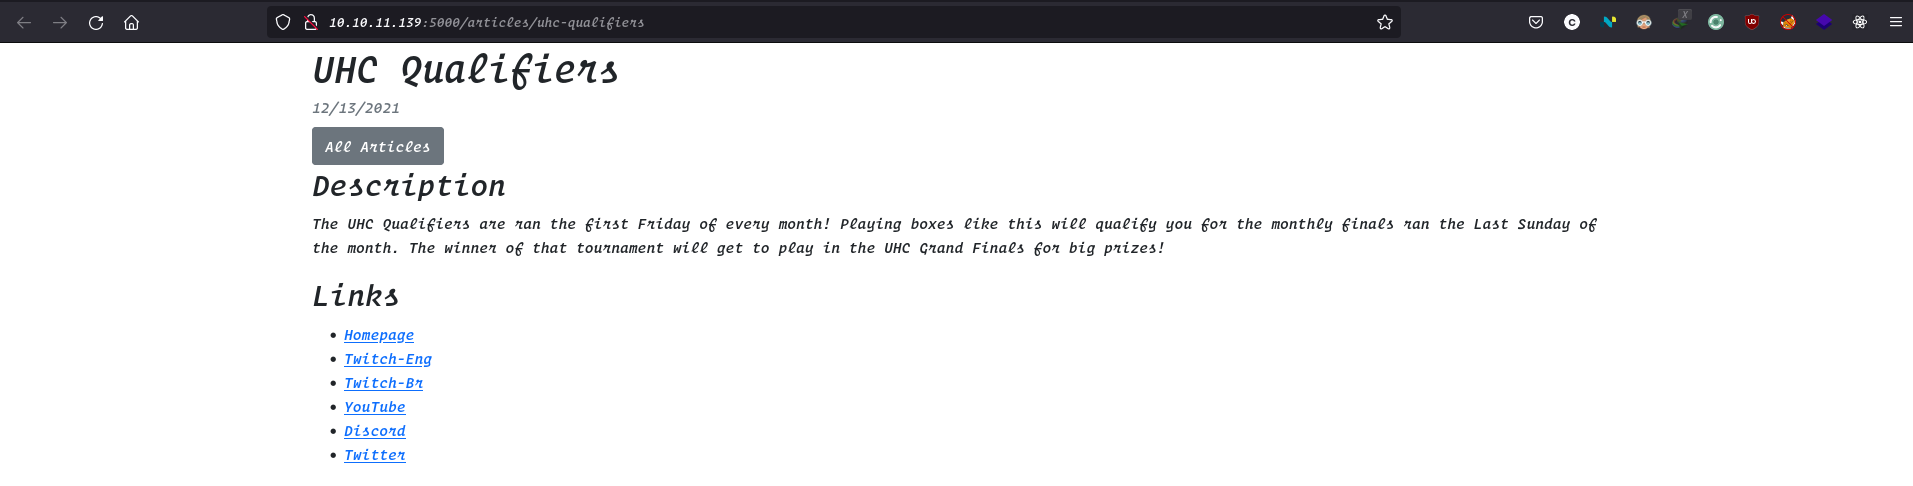 10.10.11.139:5000/articles/uhc-qualifiers
UHC Qualifiers
12/13/2021
All Articles
Description
The UHC Qualifiers are ran the first Friday of every month! Playing boxes like this will qualify you for the monthly finals ran the Last Sunday of
the month. The winner of that tournament will get to play in the UHC Grand Finals for big prizes!
Links
Homepage
Twitch-Eng
Twitch-Br
YouTube
Discord
Twitter